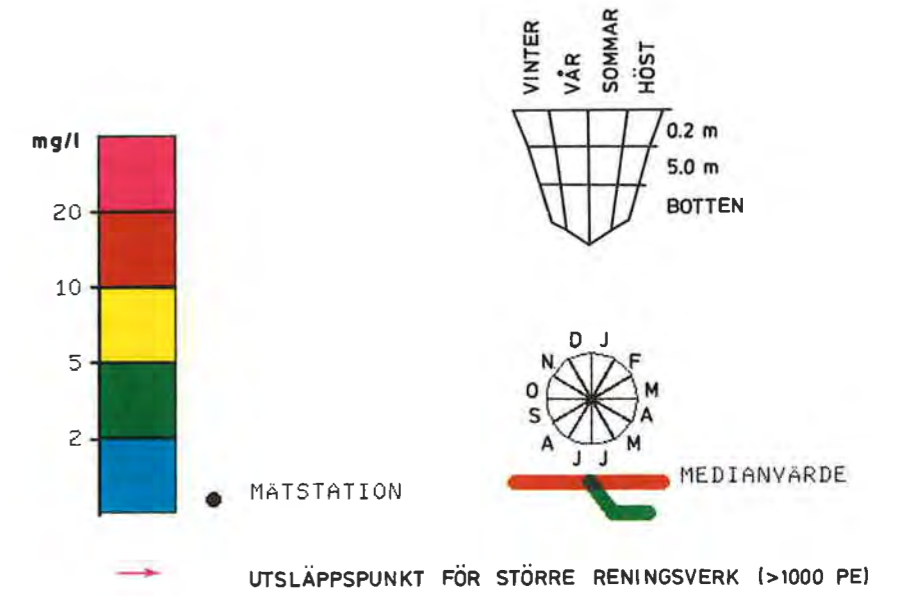 VINTER
VÅR
SOMMAR
HÖST
mg/l
20
10
5
2
0.2 m
5.0 m
BOTTEN
D J
N F
O M
S A
A M
J J
MEDIANVÄRDE
MÄTSTATION
UTSLÄPPSPUNKT FÖR STÖRRE RENINGSVERK (>1000 PE)